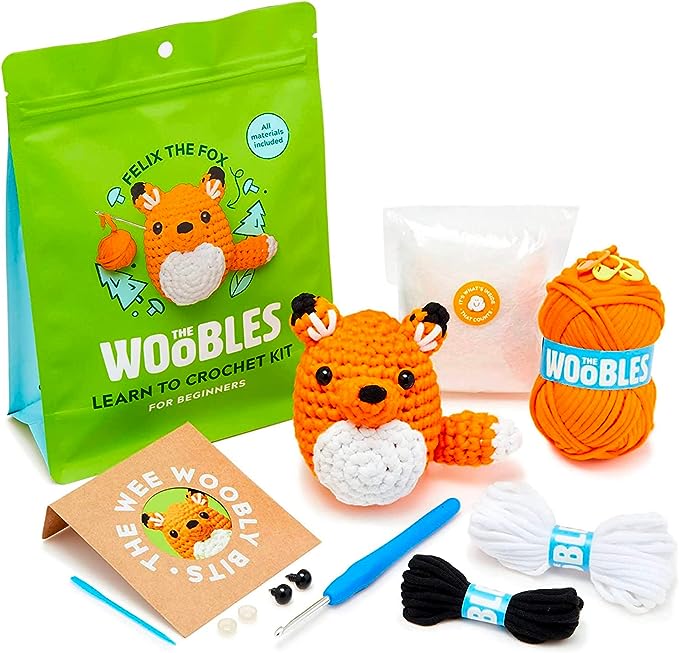 All
materials
included
FELIX THE FOX
THE
WOOBLES
LEARN TO CROCHET KIT
FOR BEGINNERS
IT'S WHAT'S INSIDE
THAT COUNTS
THE
WOOBLES
THE WEE WOOBLY BITS